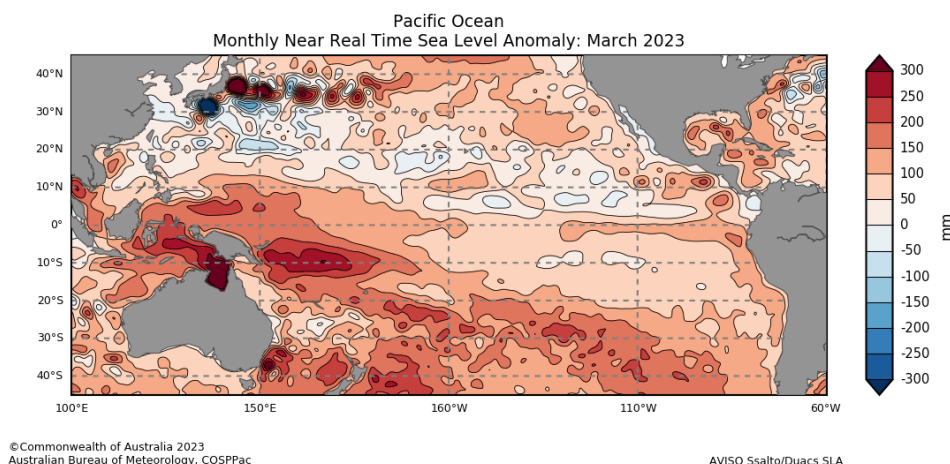 Pacific Ocean
Monthly Near Real Time Sea Level Anomaly: March 2023
40°N
30°N
20°N
10°N
0°
10°S
20°S
30°S
40°S
100°E
150°E
160°W
110°W
60°W
300
250
200
150
100
50
0
-50
-100
-150
-200
-250
-300
mm
©Commonwealth of Australia 2023
Australian Bureau of Meteorology, COSPPac
AVISO Ssalto/Duacs SLA